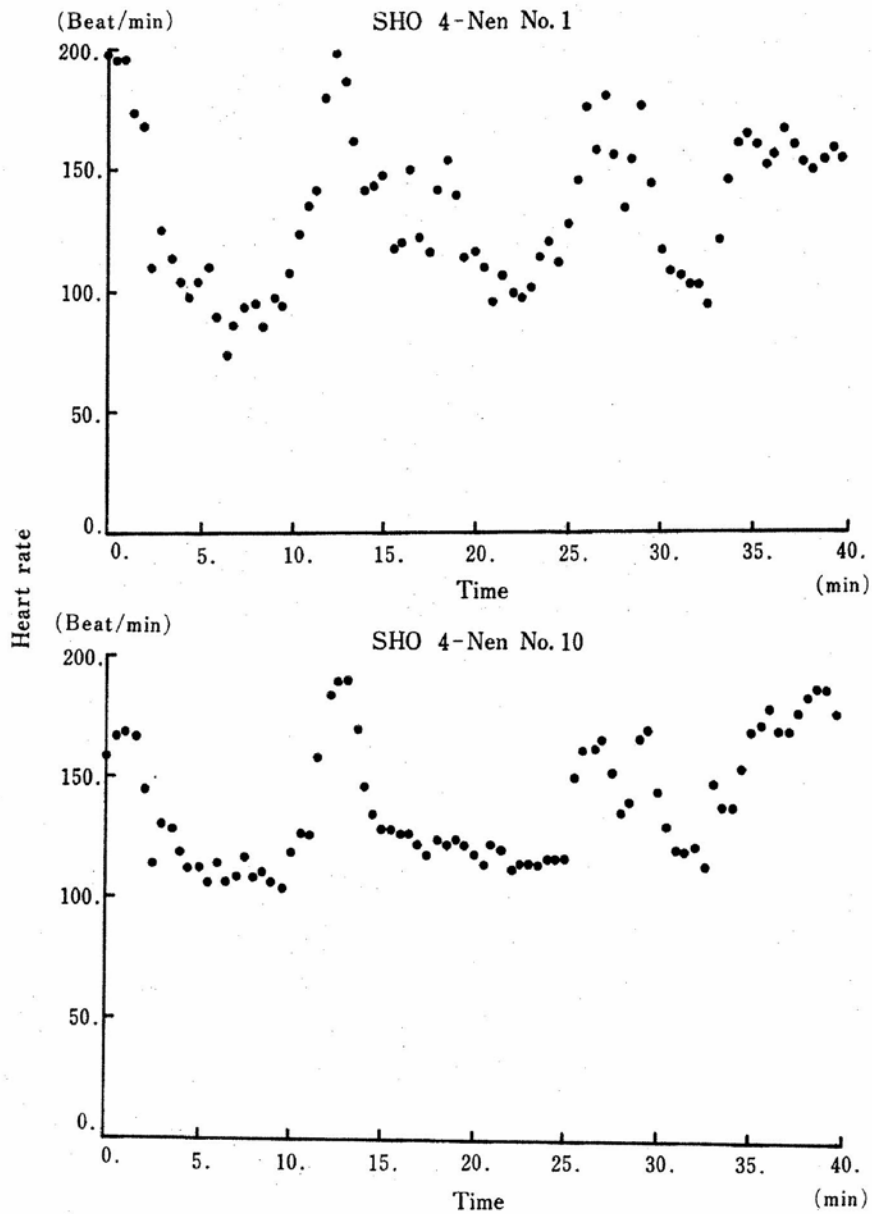 (Beat/min)
SHO 4-Nen No. 1
200.
150.
100.
50.
0.
0. 5. 10. 15. 20. 25. 30. 35. 40.
Time (min)
Heart rate
(Beat/min)
SHO 4-Nen No. 10
200.
150.
100.
50.
0.
0. 5. 10. 15. 20. 25. 30. 35. 40.
Time (min)